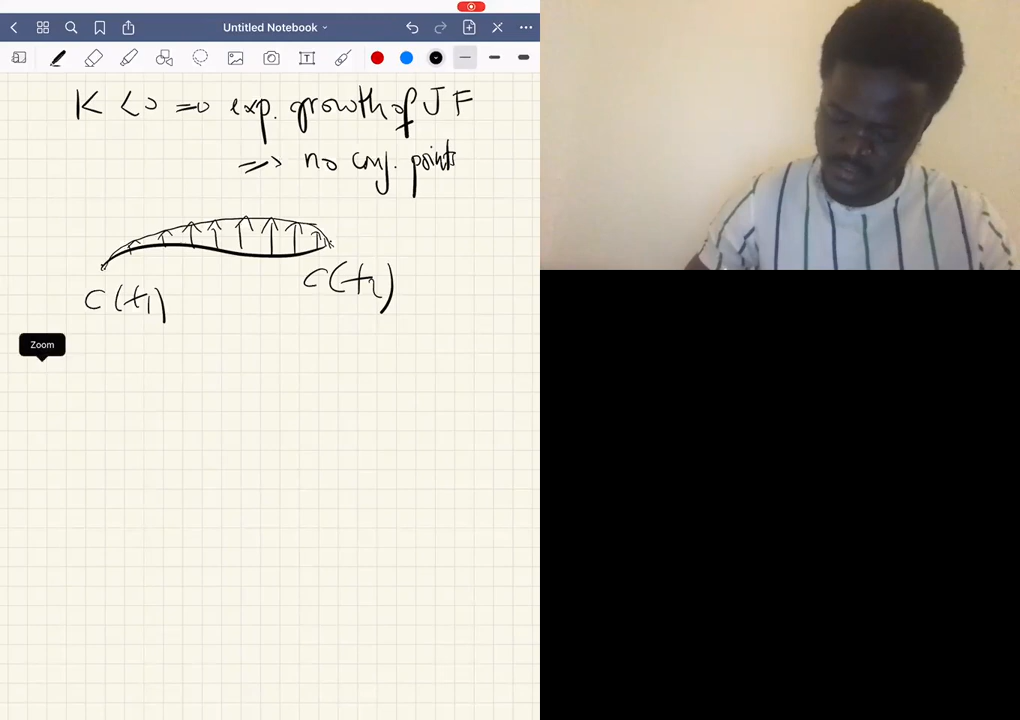 Untitled Notebook
K < 0 => exp. growth of J F
=> no conj. points
C(t1)
C(t2)
Zoom